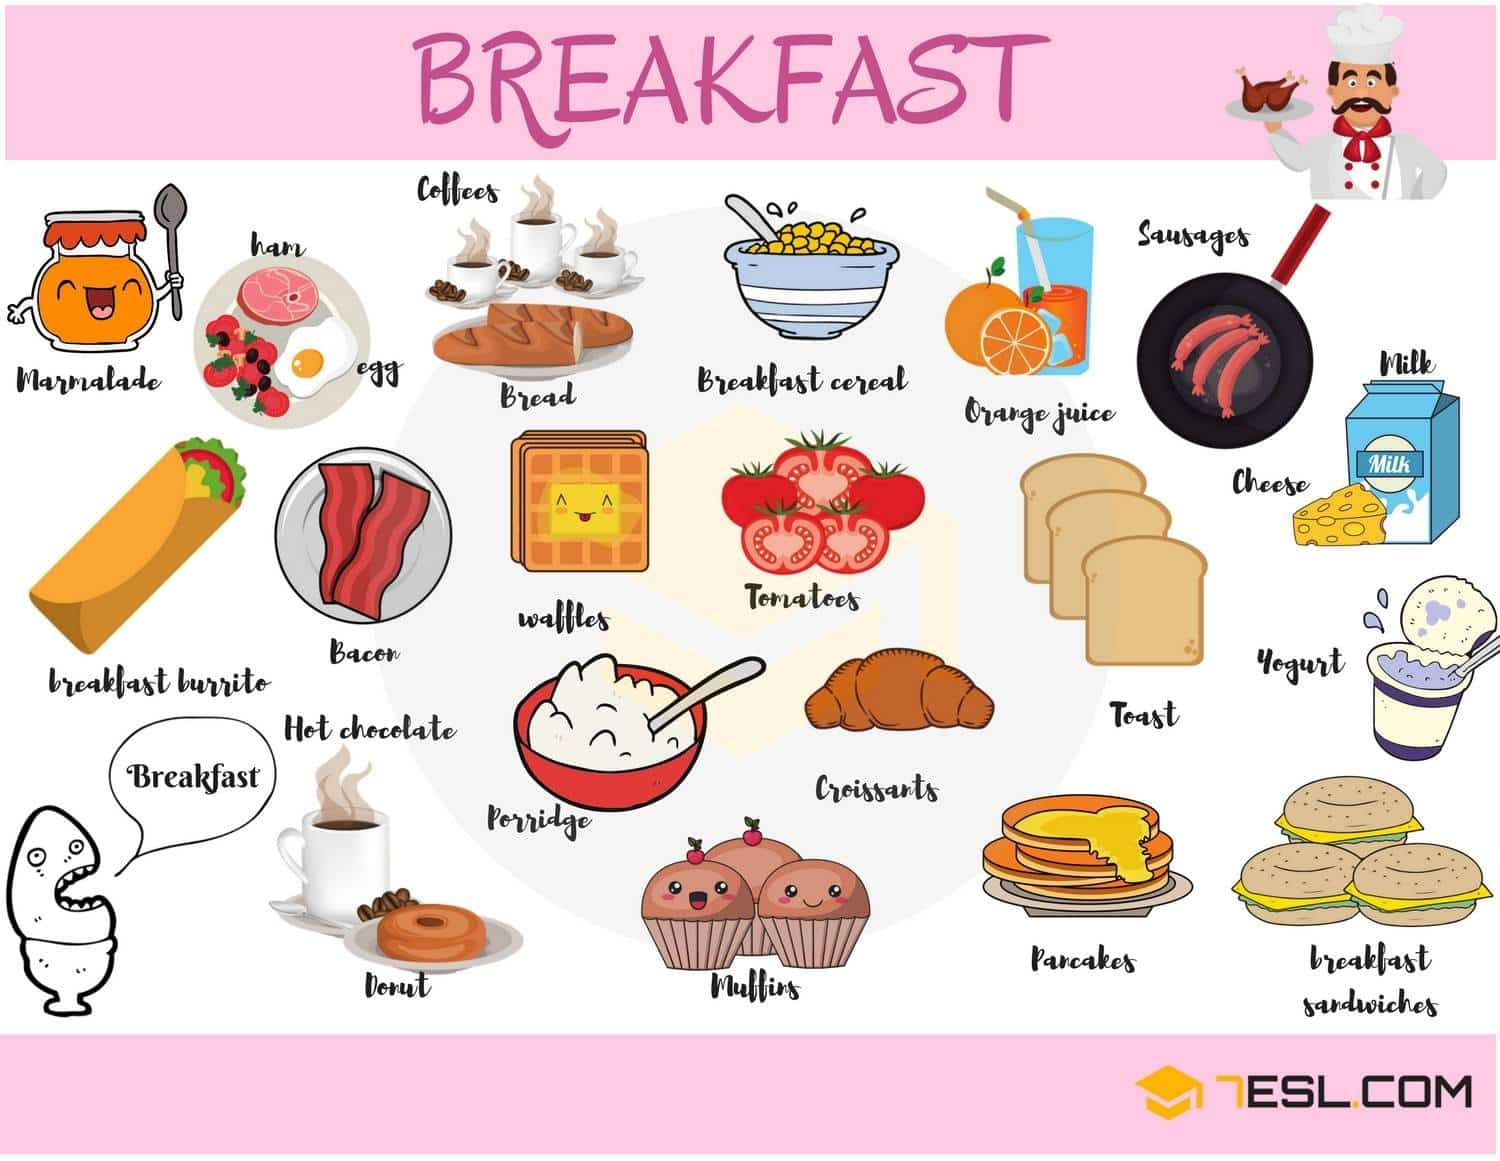 BREAKFAST
Coffees
ham
Sausages
Marmalade
egg
Bread
Breakfast cereal
Orange juice
Milk
Milk
Cheese
waffles
Tomatoes
breakfast burrito
Bacon
Yogurt
Hot chocolate
Toast
Breakfast
Porridge
Croissants
Donut
Muffins
Pancakes
breakfast
sandwiches
7ESL.COM